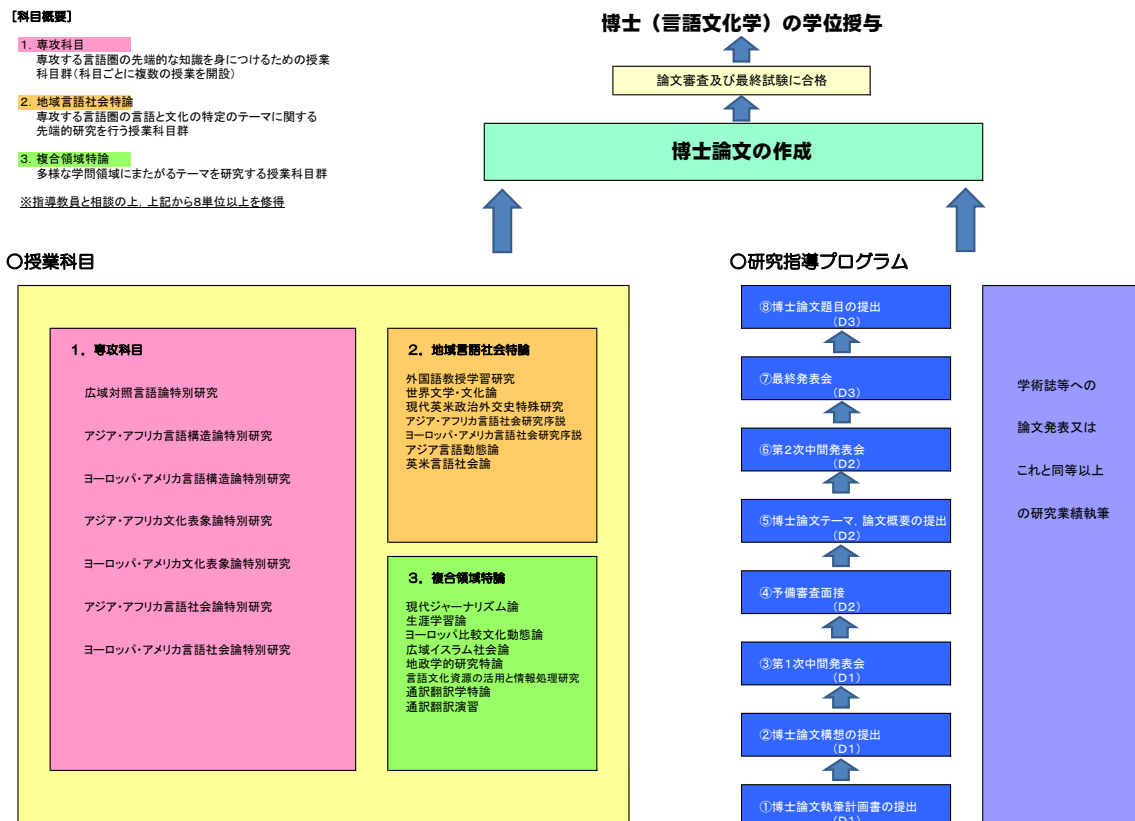 [科目概要]
1. 専攻科目
専攻する言語圏の先端的な知識を身につけるための授業
科目群(科目ごとに複数の授業を開設)
2. 地域言語社会特論
専攻する言語圏の言語と文化の特定のテーマに関する
先端的研究を行う授業科目群
3. 複合領域特論
多様な学問領域にまたがるテーマを研究する授業科目群
※指導教員と相談の上,上記から8単位以上を修得
博士（言語文化学）の学位授与
論文審査及び最終試験に合格
博士論文の作成
〇授業科目
1．専攻科目
広域対照言語論特別研究
アジア・アフリカ言語構造論特別研究
ヨーロッパ・アメリカ言語構造論特別研究
アジア・アフリカ文化表象論特別研究
ヨーロッパ・アメリカ文化表象論特別研究
アジア・アフリカ言語社会論特別研究
ヨーロッパ・アメリカ言語社会論特別研究
2．地域言語社会特論
外国語教授学習研究
世界文学・文化論
現代英米政治外交史特殊研究
アジア・アフリカ言語社会研究序説
ヨーロッパ・アメリカ言語社会研究序説
アジア言語動態論
英米言語社会論
3．複合領域特論
現代ジャーナリズム論
生涯学習論
ヨーロッパ比較文化動態論
広域イスラム社会論
地政学的研究特論
言語文化資源の活用と情報処理研究
通訳翻訳学特論
通訳翻訳演習
〇研究指導プログラム
⑧博士論文題目の提出
(D3)
⑦最終発表会
(D3)
⑥第2次中間発表会
(D2)
⑤博士論文テーマ,論文概要の提出
(D2)
④予備審査面接
(D2)
③第1次中間発表会
(D1)
②博士論文構想の提出
(D1)
①博士論文執筆計画書の提出
(D1)
学術誌等への
論文発表又は
これと同等以上
の研究業績執筆